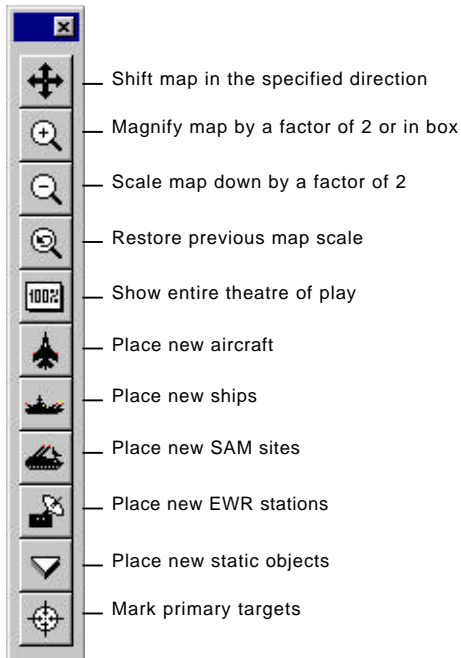 Shift map in the specified direction
Magnify map by a factor of 2 or in box
Scale map down by a factor of 2
Restore previous map scale
100%
Show entire theatre of play
Place new aircraft
Place new ships
Place new SAM sites
Place new EWR stations
Place new static objects
Mark primary targets